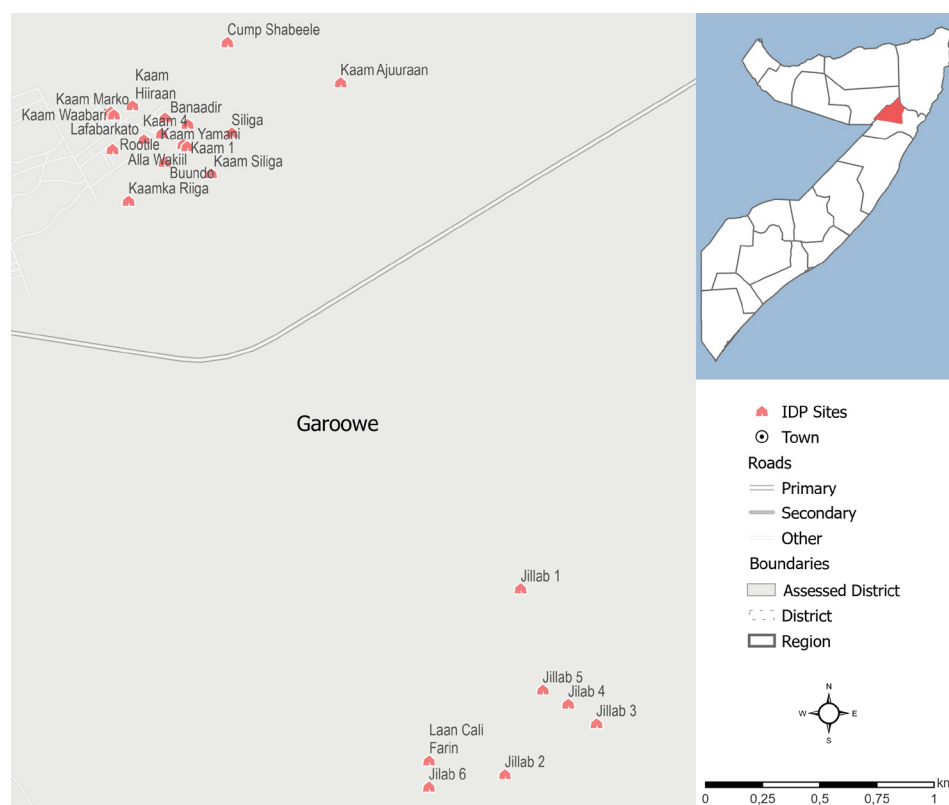 Cump Shabeele
Kaam Ajuuraan
Kaam
Hiiraan
Kaam Marko
Banaadir
Kaam Waabari
Kaam 4
Siliga
Lafabarkato
Kaam Yamani
Rootile
Kaam 1
Alla Wakiil
Kaam Siliga
Buundo
Kaamka Riiga
Garoowe
Jillab 1
Jillab 5
Jilab 4
Jillab 3
Laan Cali
Farin
Jillab 2
Jilab 6
IDP Sites
Town
Roads
Primary
Secondary
Other
Boundaries
Assessed District
District
Region
N
W
E
S
km
0
0,25
0,5
0,75
1